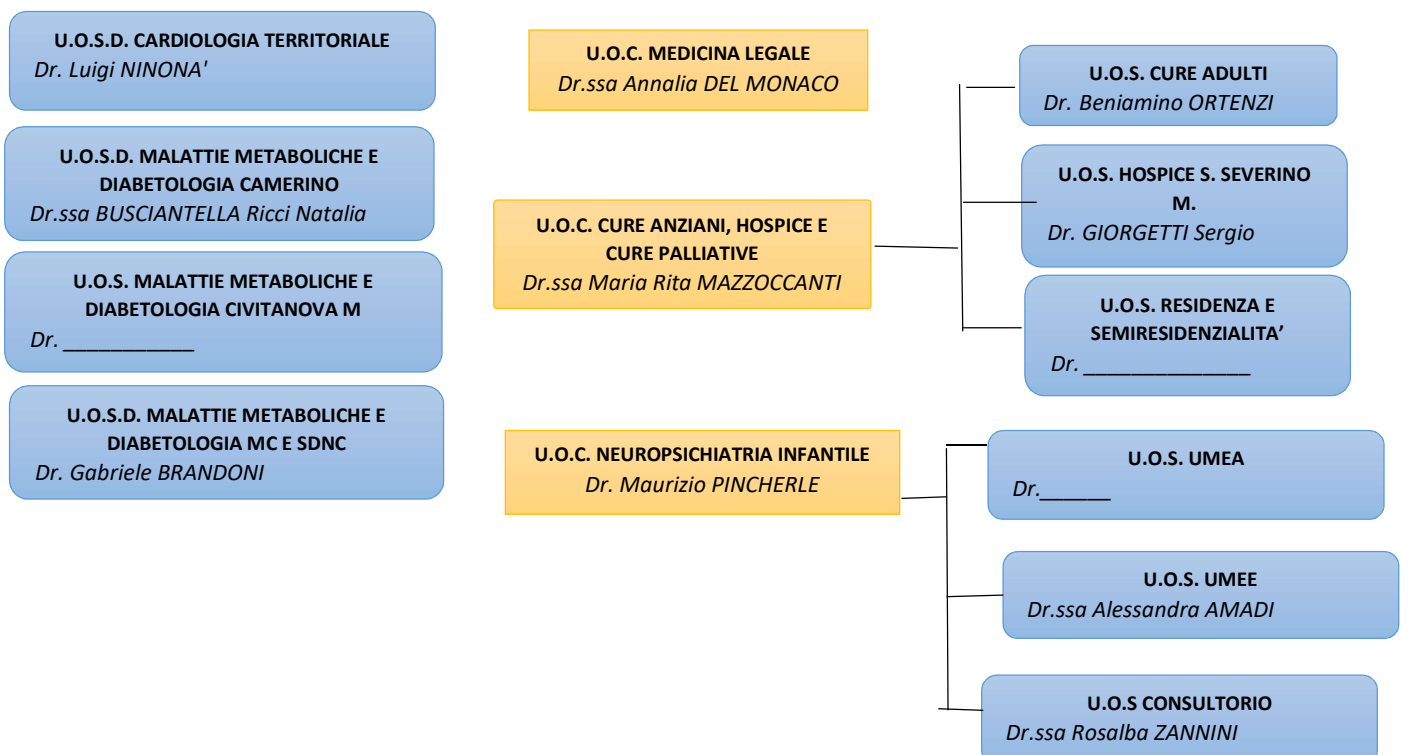 U.O.S.D. CARDIOLOGIA TERRITORIALE
Dr. Luigi NINONA'
U.O.S.D. MALATTIE METABOLICHE E
DIABETOLOGIA CAMERINO
Dr.ssa BUSCIANTELLA Ricci Natalia
U.O.S. MALATTIE METABOLICHE E
DIABETOLOGIA CIVITANOVA M
Dr. ___________
U.O.S.D. MALATTIE METABOLICHE E
DIABETOLOGIA MC E SDNC
Dr. Gabriele BRANDONI
U.O.C. MEDICINA LEGALE
Dr.ssa Annalia DEL MONACO
U.O.C. CURE ANZIANI, HOSPICE E
CURE PALLIATIVE
Dr.ssa Maria Rita MAZZOCCANTI
U.O.C. NEUROPSICHIATRIA INFANTILE
Dr. Maurizio PINCHERLE
U.O.S. CURE ADULTI
Dr. Beniamino ORTENZI
U.O.S. HOSPICE S. SEVERINO
M.
Dr. GIORGETTI Sergio
U.O.S. RESIDENZA E
SEMIRESIDENZIALITA’
Dr. ______________
U.O.S. UMEA
Dr.______
U.O.S. UMEE
Dr.ssa Alessandra AMADI
U.O.S CONSULTORIO
Dr.ssa Rosalba ZANNINI